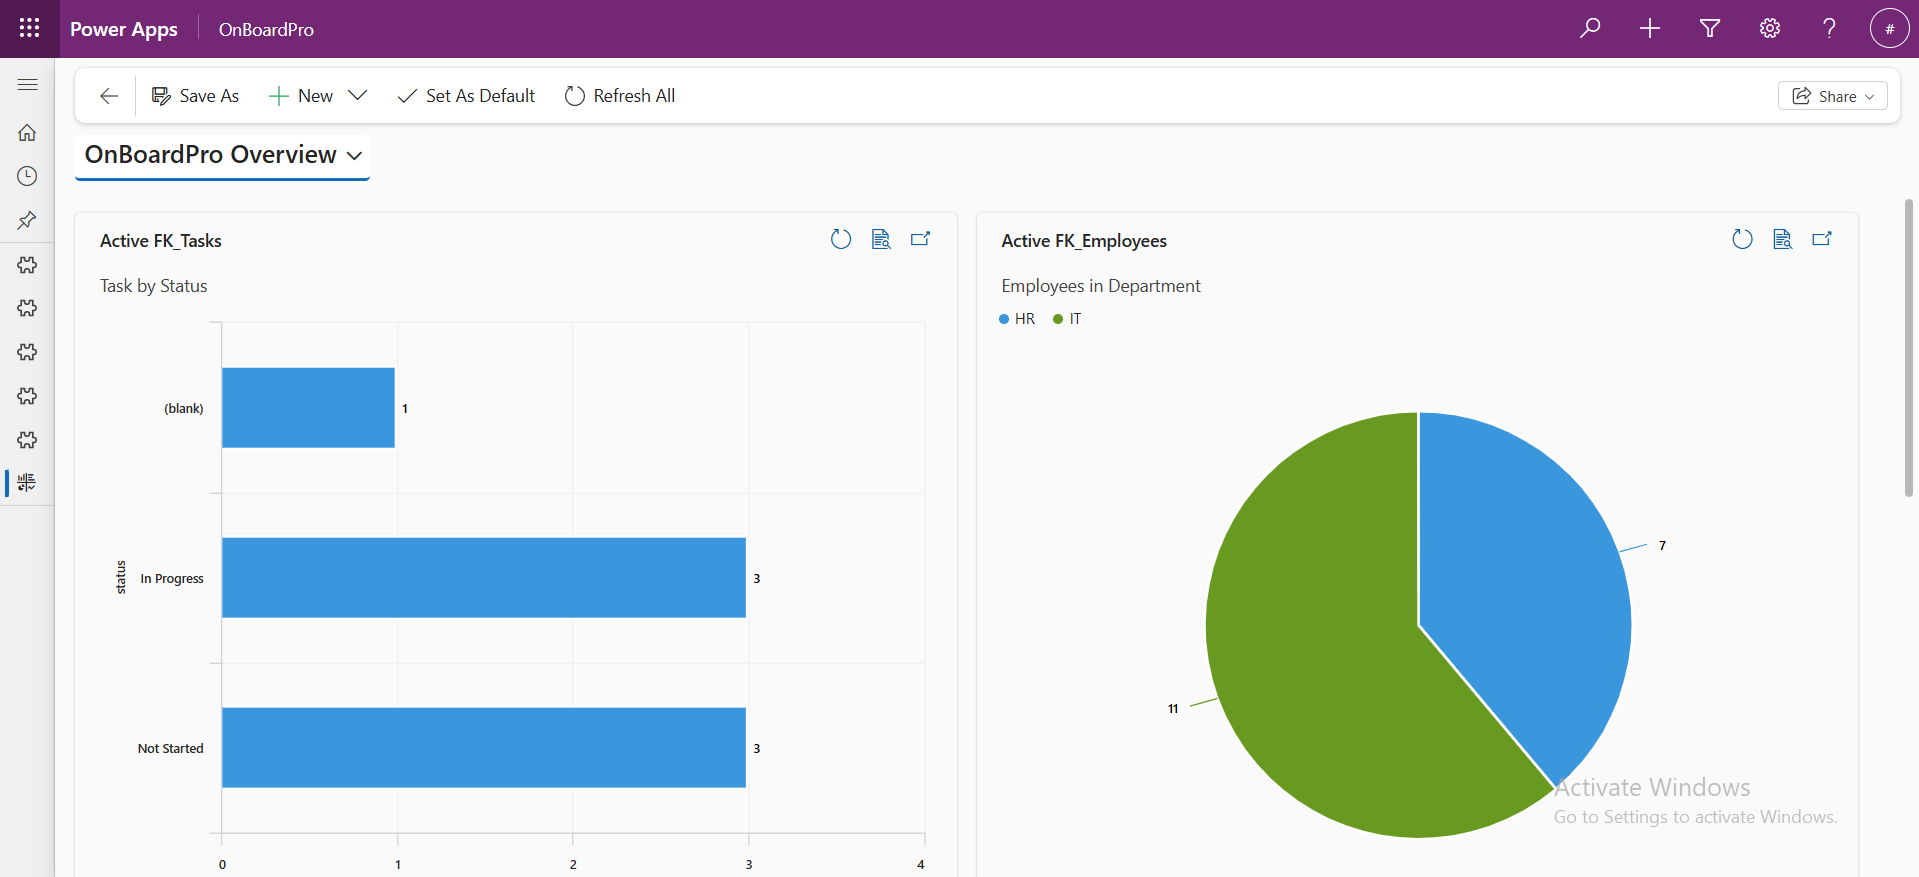 Power Apps
OnBoardPro
#
Save As
New
Set As Default
Refresh All
Share
OnBoardPro Overview
Active FK_Tasks
Task by Status
(blank)
1
status
In Progress
3
Not Started
3
0 1 2 3 4
Active FK_Employees
Employees in Department
HR IT
7
11
Activate Windows
Go to Settings to activate Windows.